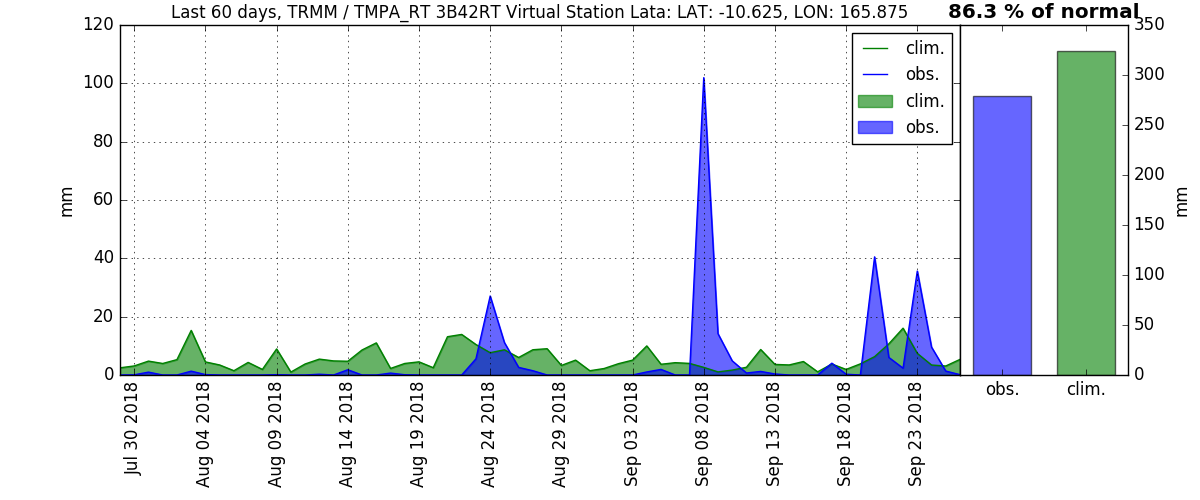 Last 60 days, TRMM / TMPA_RT 3B42RT Virtual Station Lata: LAT: -10.625, LON: 165.875
86.3 % of normal
120
100
80
60
40
20
0
mm
clim.
obs.
clim.
obs.
350
300
250
200
150
100
50
0
mm
obs.
clim.
Jul 30 2018
Aug 04 2018
Aug 09 2018
Aug 14 2018
Aug 19 2018
Aug 24 2018
Aug 29 2018
Sep 03 2018
Sep 08 2018
Sep 13 2018
Sep 18 2018
Sep 23 2018